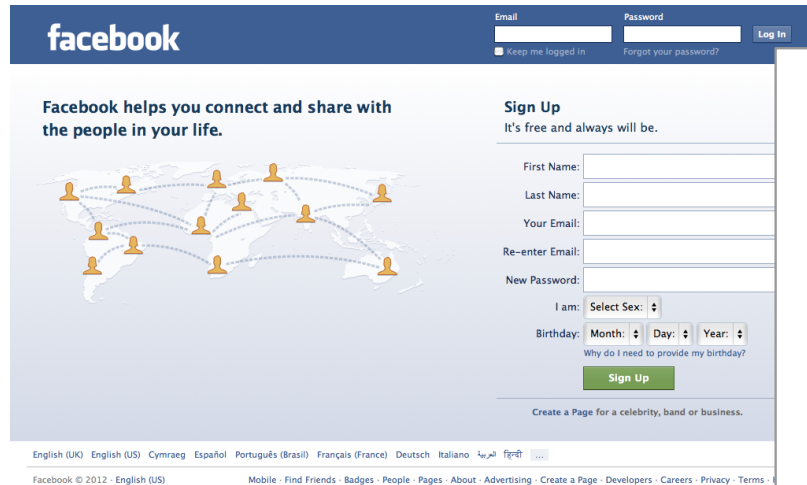 facebook
Email Password
Log In
Keep me logged in Forgot your password?
Facebook helps you connect and share with
the people in your life.
Sign Up
It's free and always will be.
First Name:
Last Name:
Your Email:
Re-enter Email:
New Password:
I am: Select Sex:
Birthday: Month: Day: Year:
Why do I need to provide my birthday?
Sign Up
Create a Page for a celebrity, band or business.
English (UK) English (US) Cymraeg Español Português (Brasil) Français (France) Deutsch Italiano العربية हिन्दी ...
Facebook © 2012 · English (US) Mobile · Find Friends · Badges · People · Pages · About · Advertising · Create a Page · Developers · Careers · Privacy · Terms ·